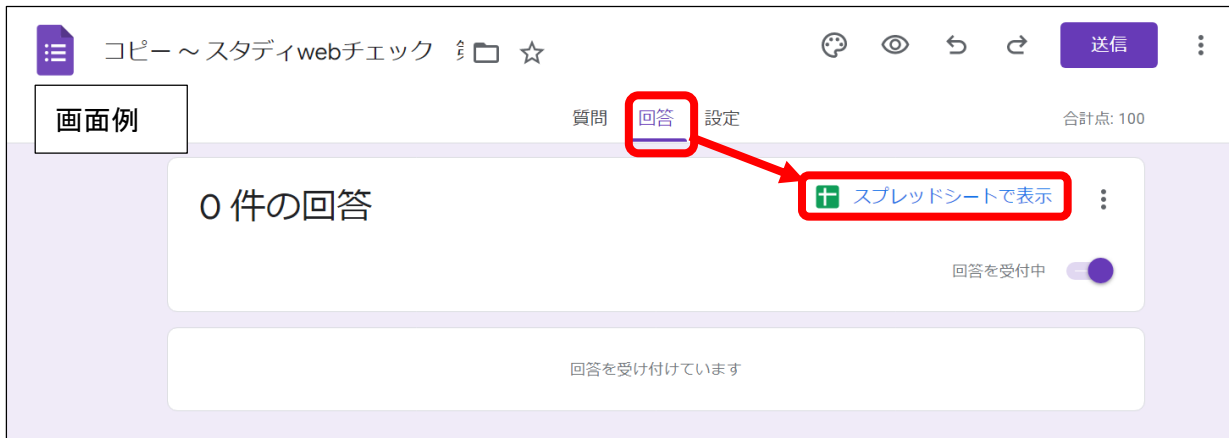 コピー ～ スタディwebチェック
送信
画面例
質問 回答 設定
合計点: 100
0 件の回答
スプレッドシートで表示
回答を受付中
回答を受け付けています